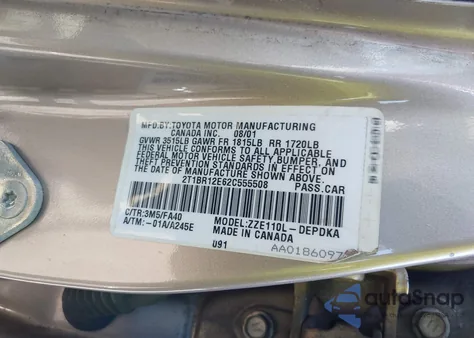 MFD.BY:TOYOTA MOTOR MANUFACTURING
CANADA INC. 08/01
GVWR 3515LB GAWR FR 1815LB RR 1720LB
THIS VEHICLE CONFORMS TO ALL APPLICABLE
FEDERAL MOTOR VEHICLE SAFETY,BUMPER, AND
THEFT PREVENTION STANDARDS IN EFFECT ON
THE DATE OF MANUFACTURE SHOWN ABOVE.
2T1BR12E62C555508 PASS.CAR
C/TR:3M5/FA40 MODEL:ZZE110L-DEPDKA
A/TM:-01A/A245E MADE IN CANADA
U91
AA0186097
autoSnap